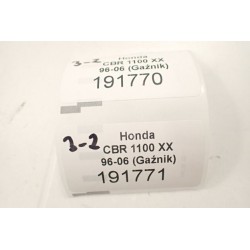 3-2
Honda
CBR 1100 XX
96-06 (Gaźnik)
191770
3-2
Honda
CBR 1100 XX
96-06 (Gaźnik)
191771